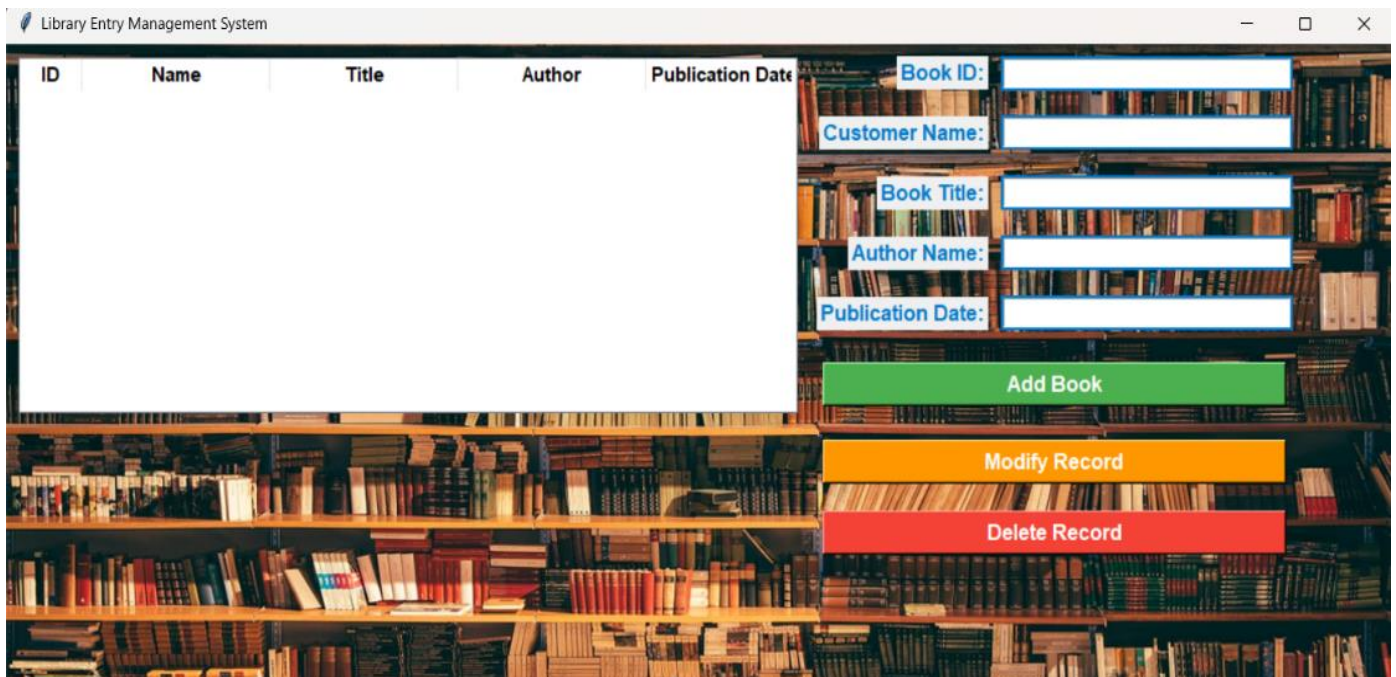 Library Entry Management System
ID Name Title Author Publication Date
Book ID:
Customer Name:
Book Title:
Author Name:
Publication Date:
Add Book
Modify Record
Delete Record